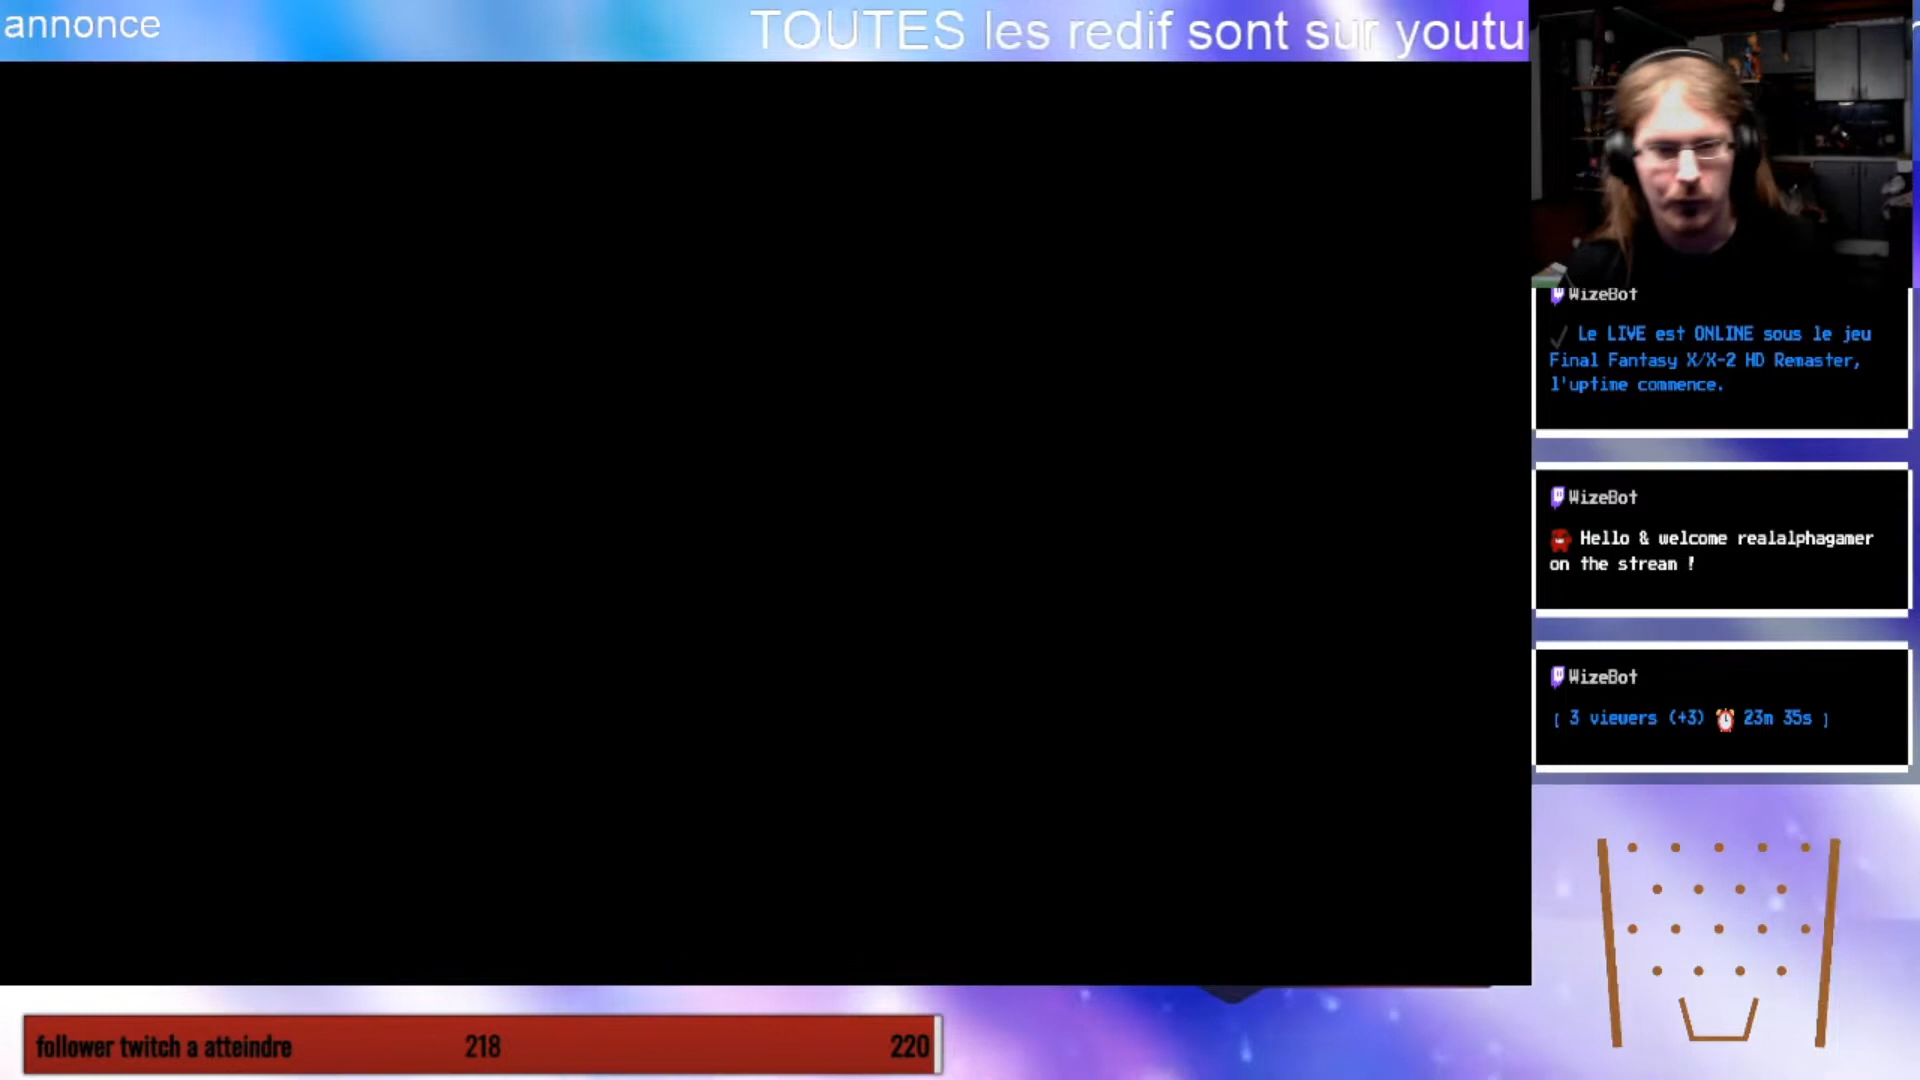 annonce
TOUTES les redif sont sur youtu
WizeBot
Le LIVE est ONLINE sous le jeu
Final Fantasy X/X-2 HD Remaster,
l'uptime commence.
WizeBot
Hello & welcome realalphagamer
on the stream !
WizeBot
[ 3 viewers (+3) ⏰ 23m 35s ]
follower twitch a atteindre 218 220